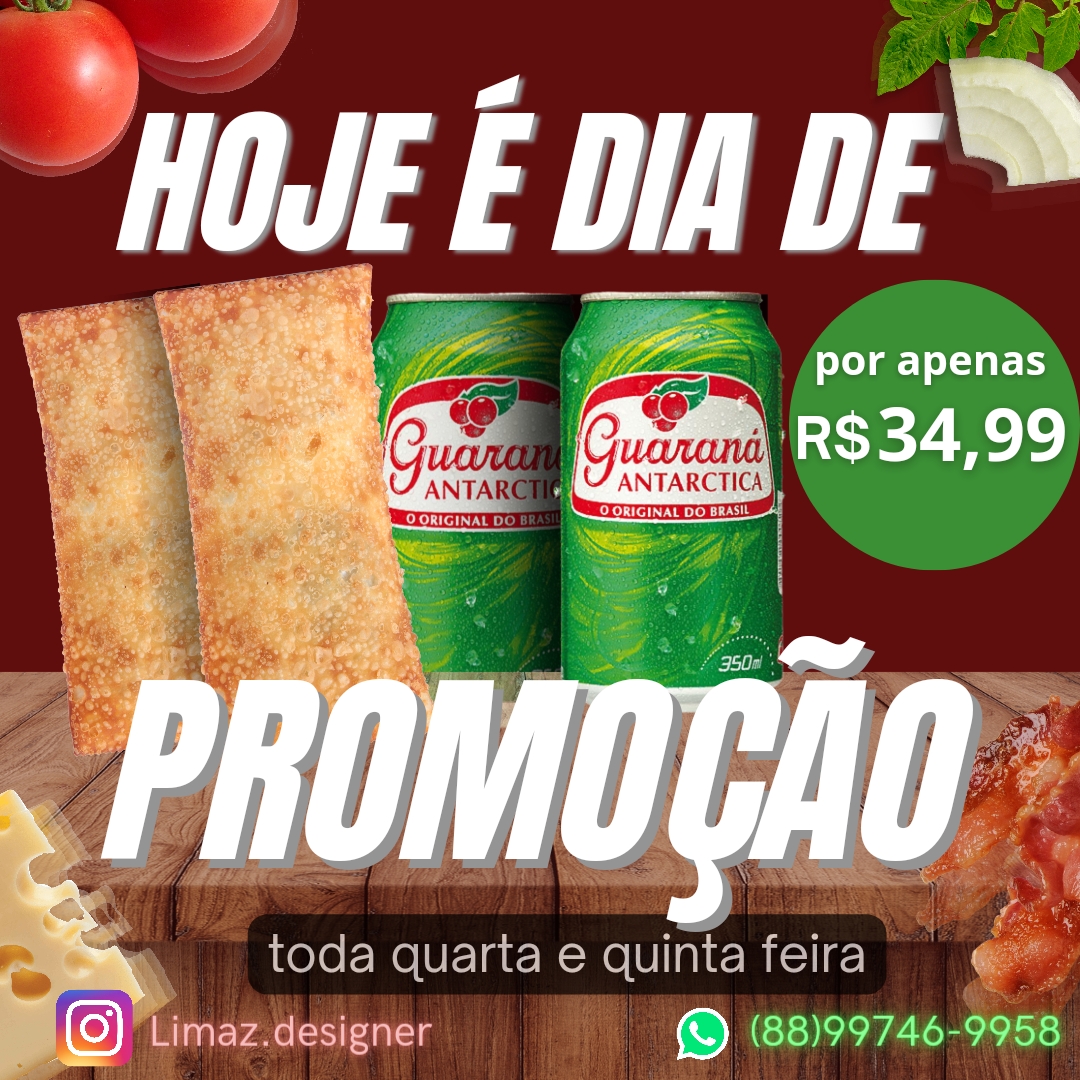 HOJE É DIA DE
por apenas
R$34,99
Guaraná
ANTARCTIC
O ORIGINAL DO BRASIL
Guaraná
ANTARCTICA
O ORIGINAL DO BRASIL
350ml
PROMOÇÃO
toda quarta e quinta feira
Limaz.designer
(88)99746-9958